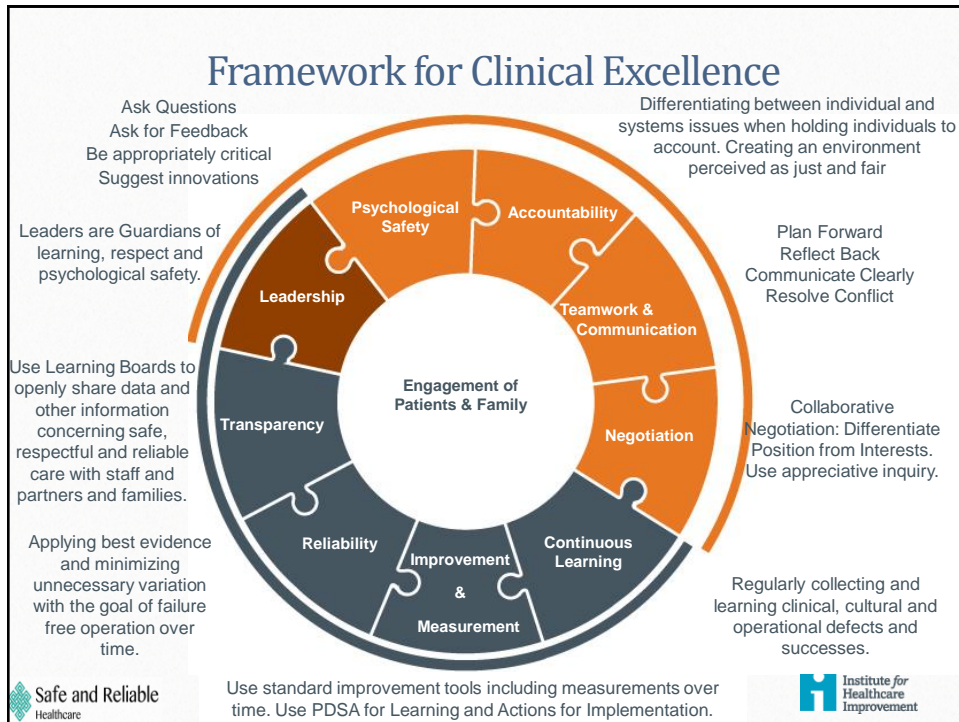 Framework for Clinical Excellence
Ask Questions
Ask for Feedback
Be appropriately critical
Suggest innovations
Differentiating between individual and
systems issues when holding individuals to
account. Creating an environment
perceived as just and fair
Psychological
Safety
Accountability
Leaders are Guardians of
learning, respect and
psychological safety.
Leadership
Plan Forward
Reflect Back
Communicate Clearly
Resolve Conflict
Teamwork &
Communication
Use Learning Boards to
openly share data and
other information
concerning safe,
respectful and reliable
care with staff and
partners and families.
Transparency
Engagement of
Patients & Family
Negotiation
Collaborative
Negotiation: Differentiate
Position from Interests.
Use appreciative inquiry.
Applying best evidence
and minimizing
unnecessary variation
with the goal of failure
free operation over
time.
Reliability
Improvement
&
Measurement
Continuous
Learning
Regularly collecting and
learning clinical, cultural and
operational defects and
successes.
Safe and Reliable
Healthcare
Use standard improvement tools including measurements over
time. Use PDSA for Learning and Actions for Implementation.
Institute for
Healthcare
Improvement